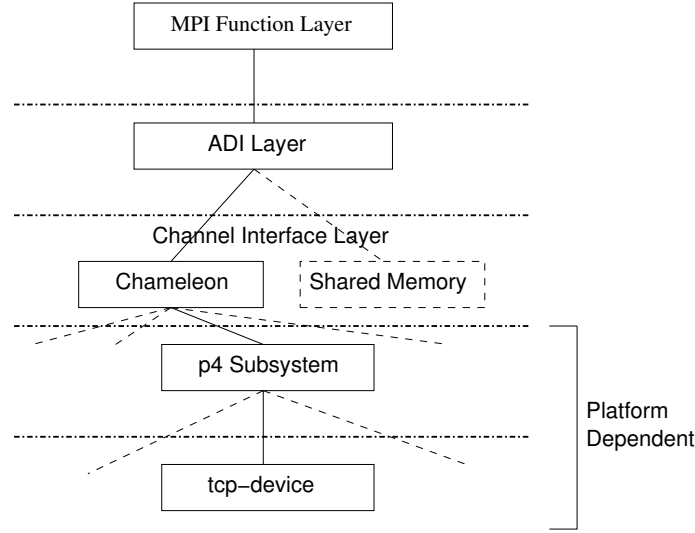 MPI Function Layer
ADI Layer
Channel Interface Layer
Chameleon
Shared Memory
p4 Subsystem
Platform
Dependent
tcp−device